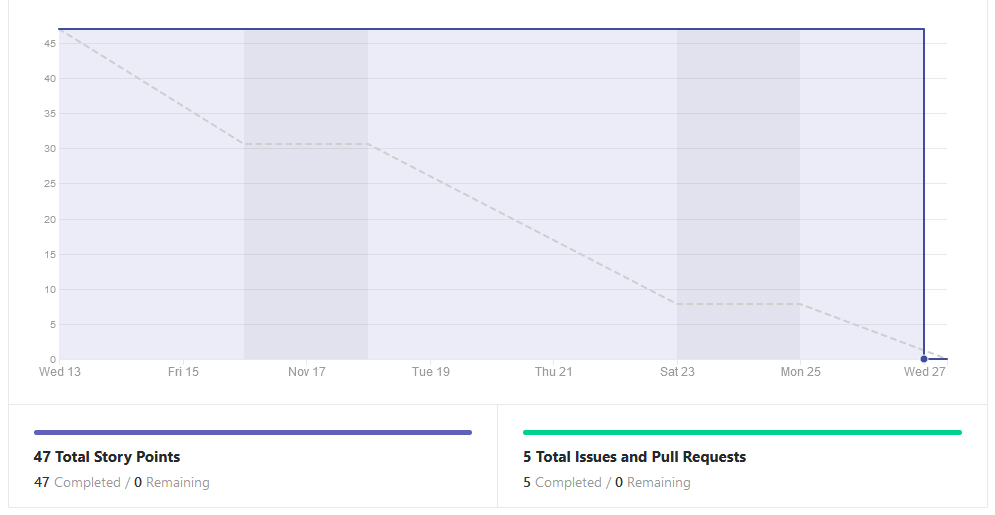 45
40
35
30
25
20
15
10
5
0
Wed 13 Fri 15 Nov 17 Tue 19 Thu 21 Sat 23 Mon 25 Wed 27
47 Total Story Points
47 Completed / 0 Remaining
5 Total Issues and Pull Requests
5 Completed / 0 Remaining